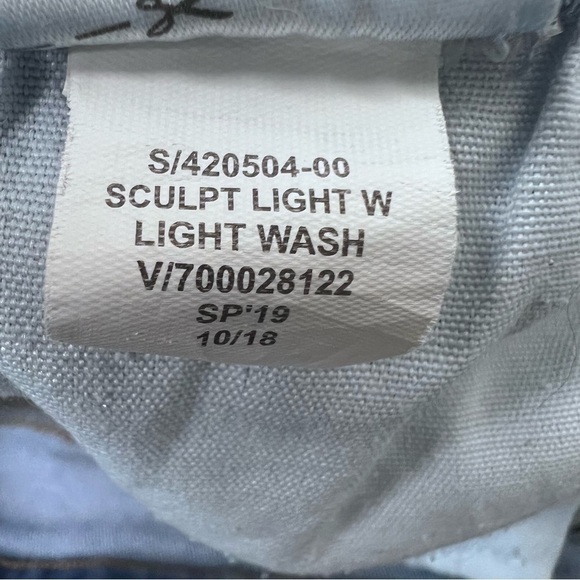 S/420504-00
SCULPT LIGHT W
LIGHT WASH
V/700028122
SP'19
10/18